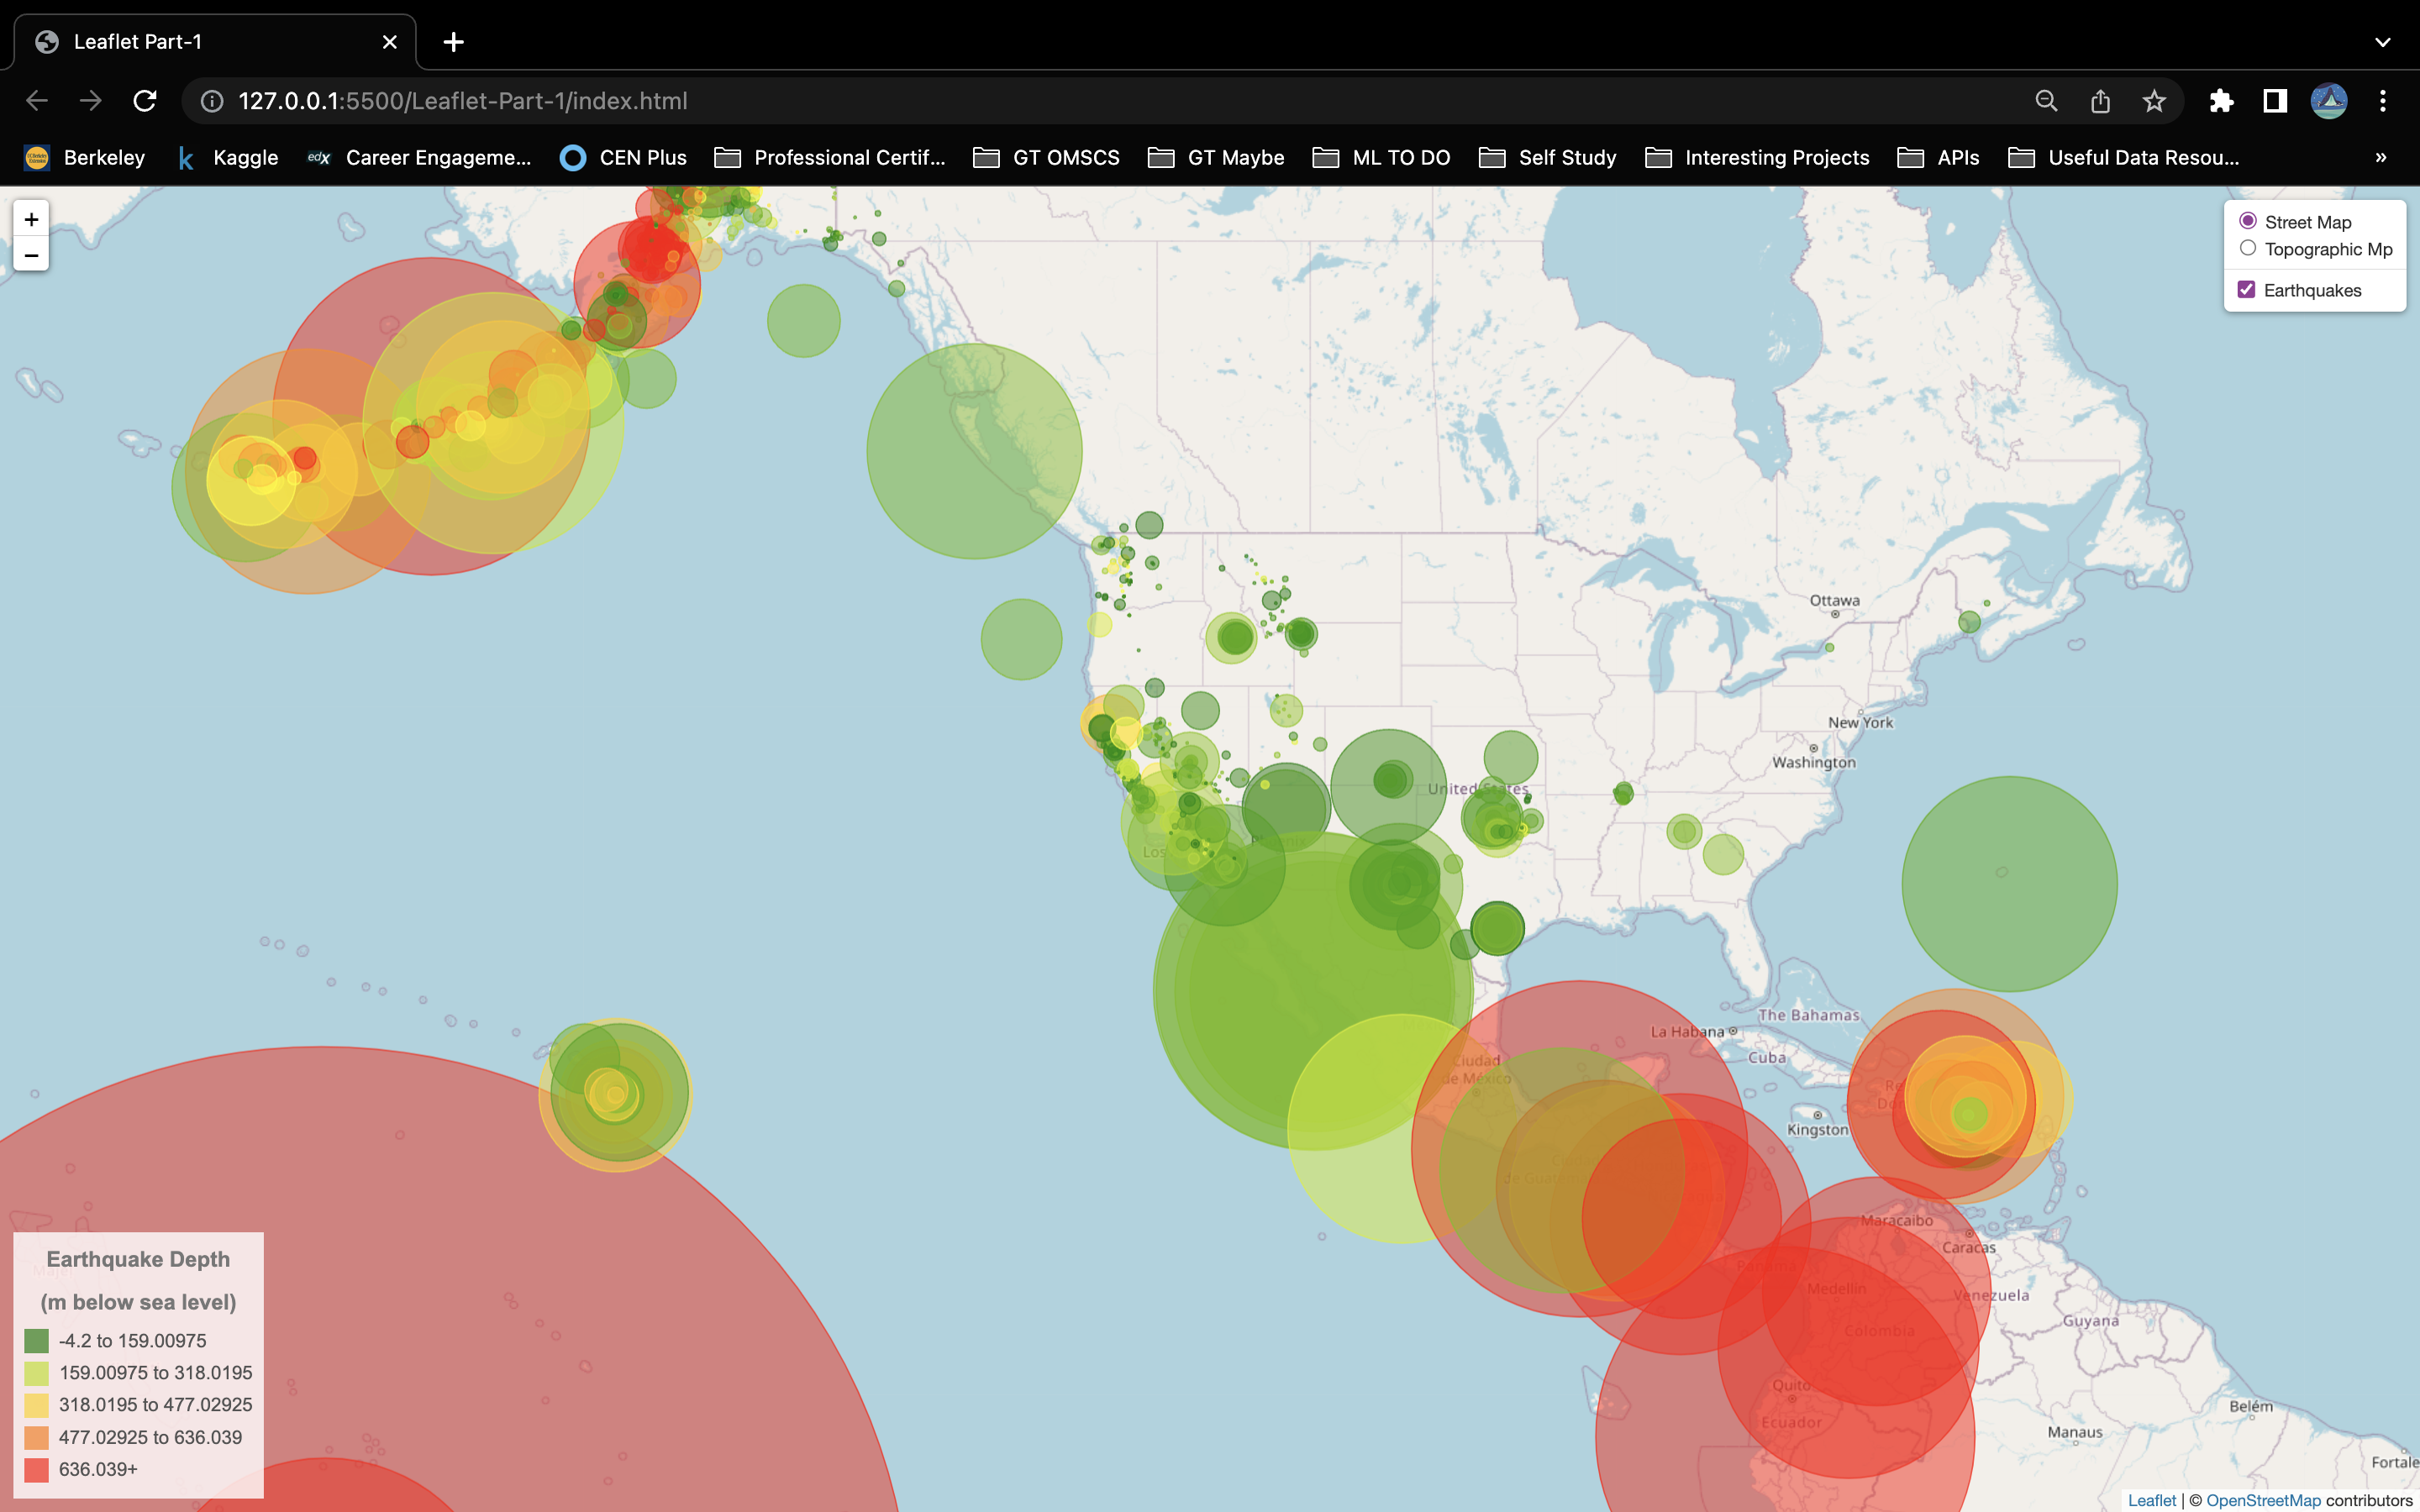 Leaflet Part-1
127.0.0.1:5500/Leaflet-Part-1/index.html
Berkeley
Kaggle
edX
Career Engageme...
CEN Plus
Professional Certif...
GT OMSCS
GT Maybe
ML TO DO
Self Study
Interesting Projects
APIs
Useful Data Resou...
»
+
−
Street Map
Topographic Mp
Earthquakes
Ottawa
New York
Washington
United States
Los
The Bahamas
La Habana
Cuba
Ciudad
de México
Kingston
Maracaibo
Caracas
Panamá
Medellín
Venezuela
Guyana
Colombia
Quito
Ecuador
Belém
Manaus
Fortale
Earthquake Depth
(m below sea level)
-4.2 to 159.00975
159.00975 to 318.0195
318.0195 to 477.02925
477.02925 to 636.039
636.039+
Leaflet | © OpenStreetMap contributors